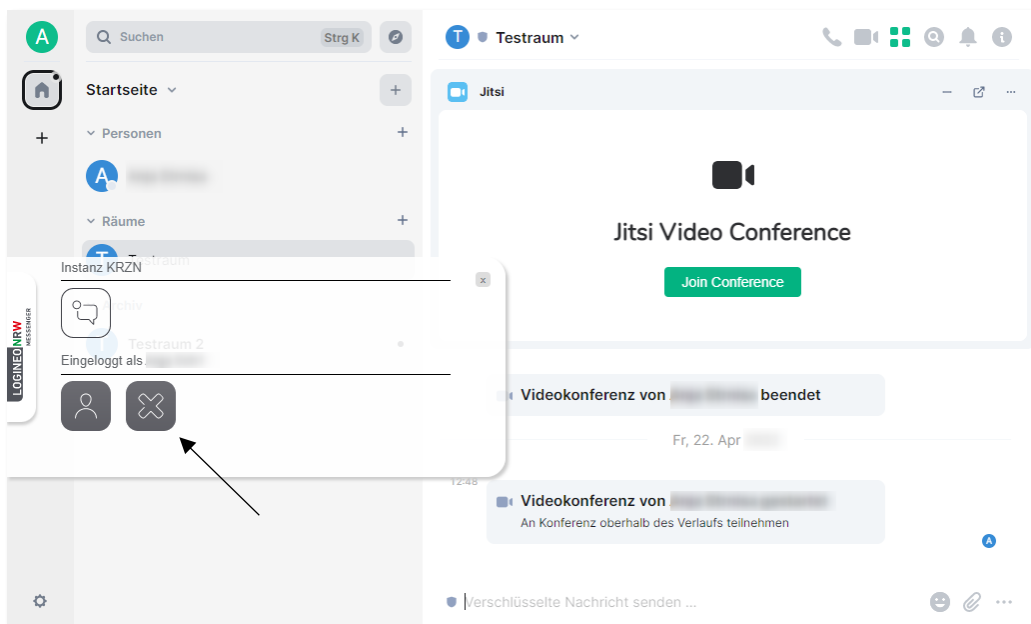 A
Suchen
Strg K
Startseite
Personen
A
Räume
T
Testraum
Archiv
Testraum 2
Instanz KRZN
x
LOGINEO NRW
MESSENGER
Eingeloggt als
T
Testraum
Jitsi
Jitsi Video Conference
Join Conference
Videokonferenz von beendet
Fr, 22. Apr
12:48
Videokonferenz von
An Konferenz oberhalb des Verlaufs teilnehmen
A
Verschlüsselte Nachricht senden ...